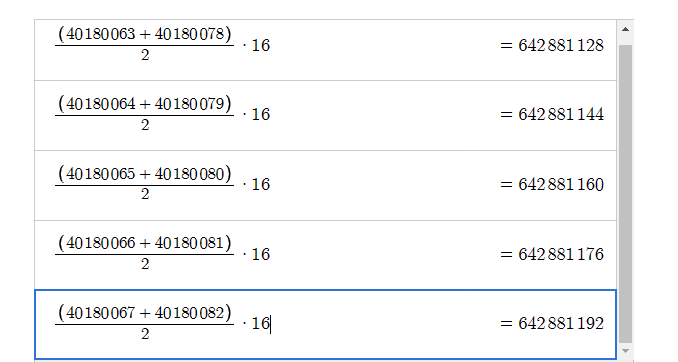 (40180063 + 40180078)/2 · 16 = 642881128
(40180064 + 40180079)/2 · 16 = 642881144
(40180065 + 40180080)/2 · 16 = 642881160
(40180066 + 40180081)/2 · 16 = 642881176
(40180067 + 40180082)/2 · 16 = 642881192